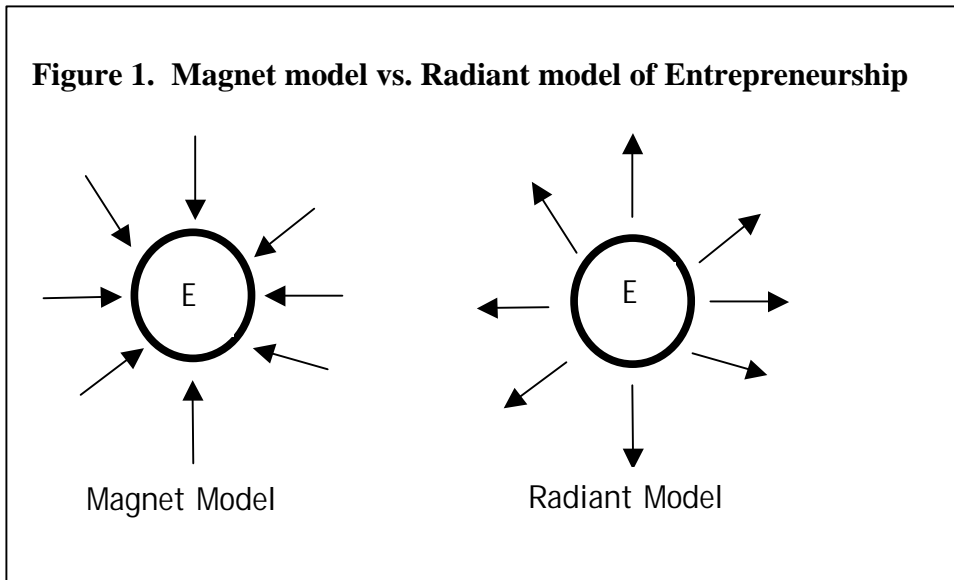 Figure 1. Magnet model vs. Radiant model of Entrepreneurship
E
E
Magnet Model
Radiant Model